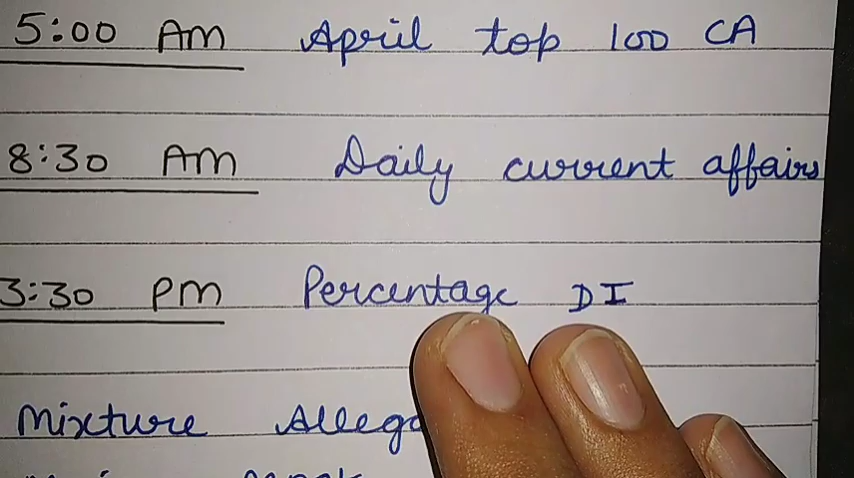 5:00 AM April top 100 CA
8:30 AM Daily current affairs
3:30 PM Percentage DI
Mixture